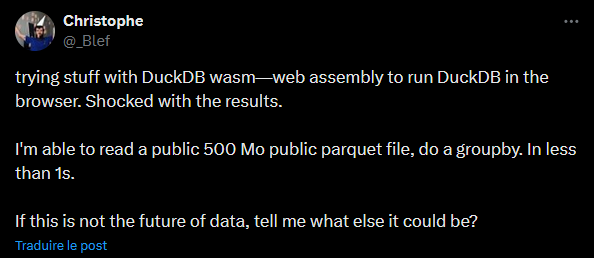 Christophe
@_Blef
trying stuff with DuckDB wasm—web assembly to run DuckDB in the
browser. Shocked with the results.
I'm able to read a public 500 Mo public parquet file, do a groupby. In less
than 1s.
If this is not the future of data, tell me what else it could be?
Traduire le post